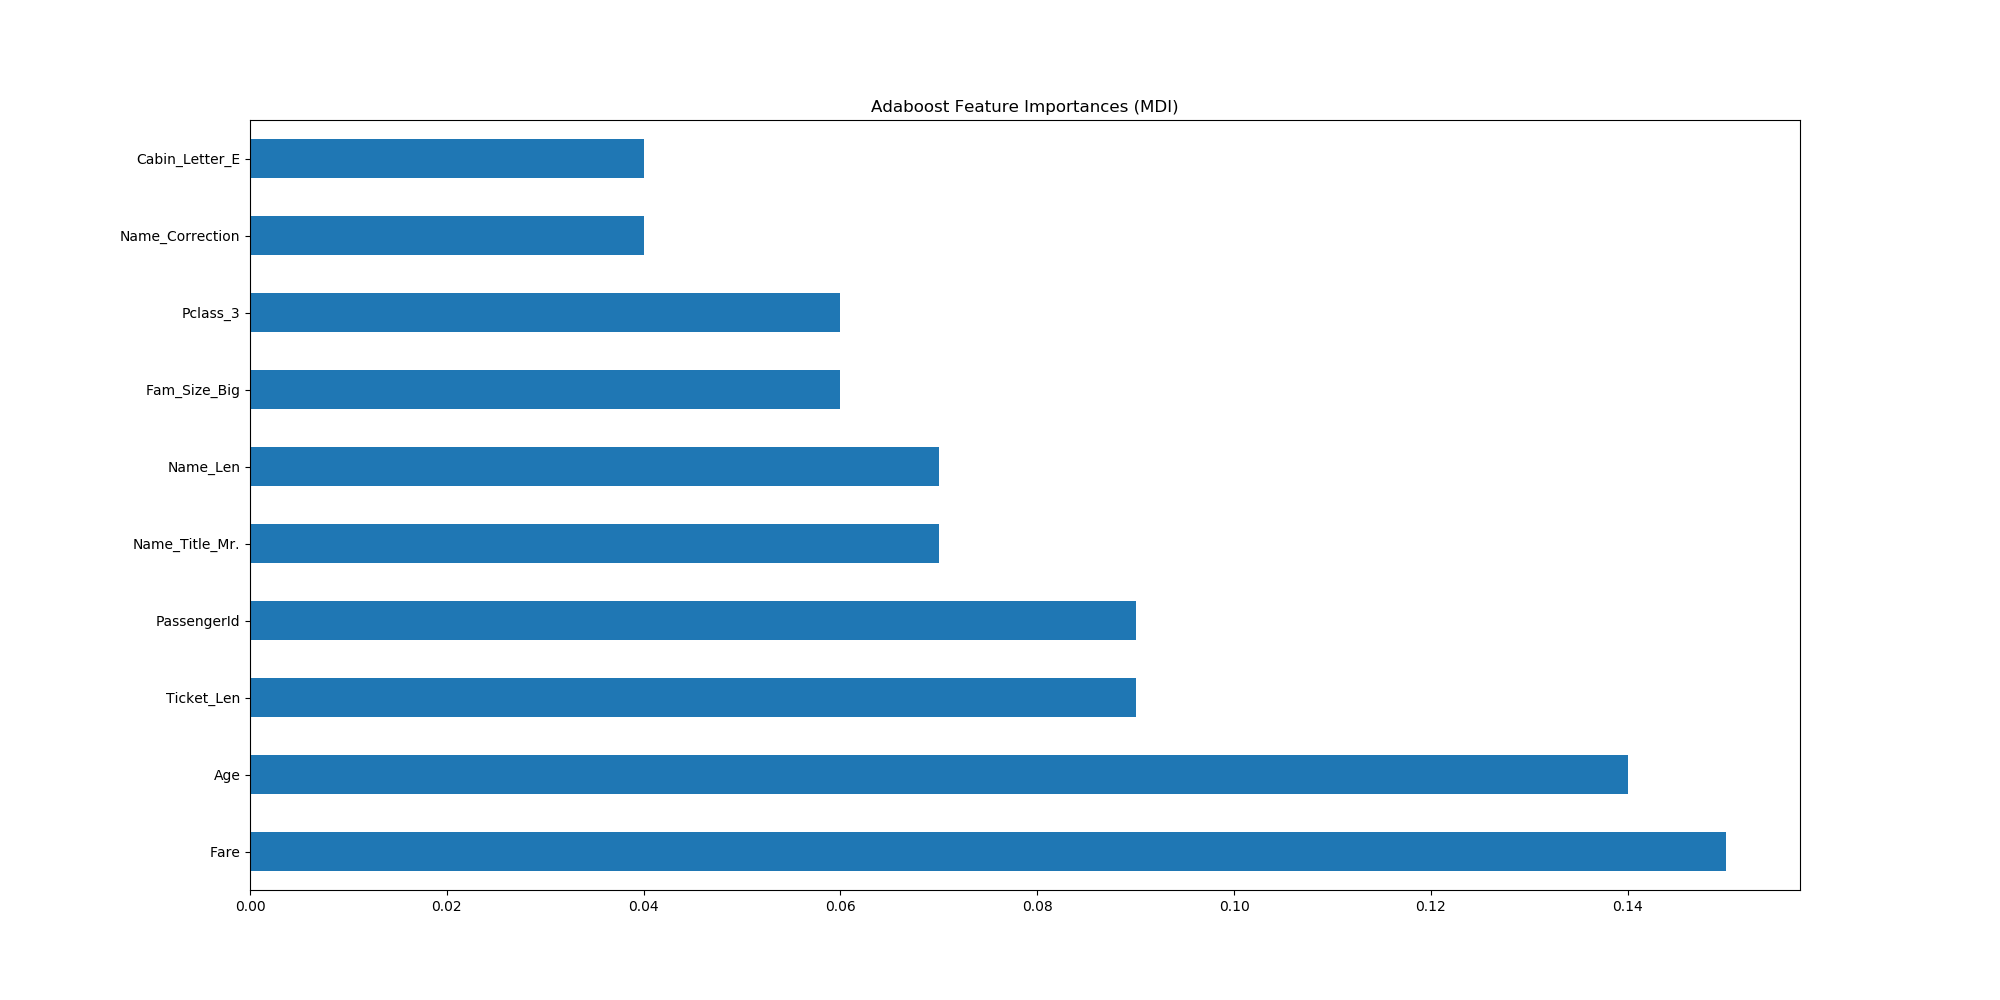 Adaboost Feature Importances (MDI)
Cabin_Letter_E
Name_Correction
Pclass_3
Fam_Size_Big
Name_Len
Name_Title_Mr.
PassengerId
Ticket_Len
Age
Fare
0.00 0.02 0.04 0.06 0.08 0.10 0.12 0.14